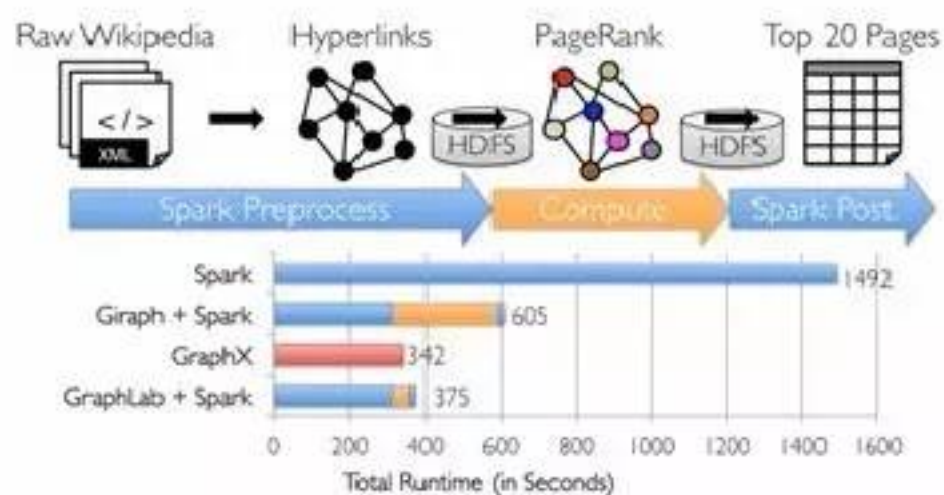 Raw Wikipedia Hyperlinks PageRank Top 20 Pages
</> 
XML
HDFS HDFS
Spark Preprocess Compute Spark Post.
Spark 1492
Giraph + Spark 605
GraphX 342
GraphLab + Spark 375
0 200 400 600 800 1000 1200 1400 1600
Total Runtime (in Seconds)